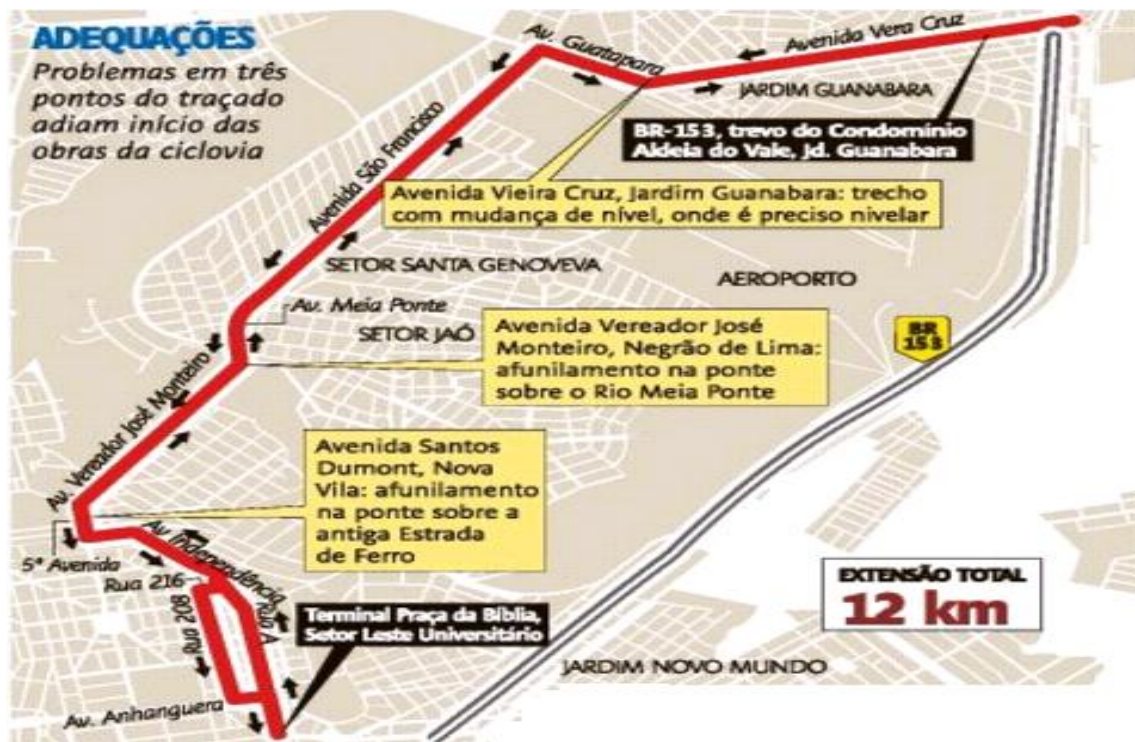 ADEQUAÇÕES
Problemas em três
pontos do traçado
adiam início das
obras da ciclovia
Av. Guatapara
Avenida Vera Cruz
JARDIM GUANABARA
BR-153, trevo do Condomínio
Aldeia do Vale, Jd. Guanabara
Avenida São Francisco
Avenida Vieira Cruz, Jardim Guanabara: trecho
com mudança de nível, onde é preciso nivelar
SETOR SANTA GENOVEVA
AEROPORTO
Av. Meia Ponte
SETOR JAÓ
Avenida Vereador José
Monteiro, Negrão de Lima:
afunilamento na ponte
sobre o Rio Meia Ponte
BR
153
Av. Vereador José Monteiro
Avenida Santos
Dumont, Nova
Vila: afunilamento
na ponte sobre a
antiga Estrada
de Ferro
5ª Avenida
Av Independência
Rua 216
Rua 208
Rua A
Terminal Praça da Bíblia,
Setor Leste Universitário
EXTENSÃO TOTAL
12 km
JARDIM NOVO MUNDO
Av. Anhanguera